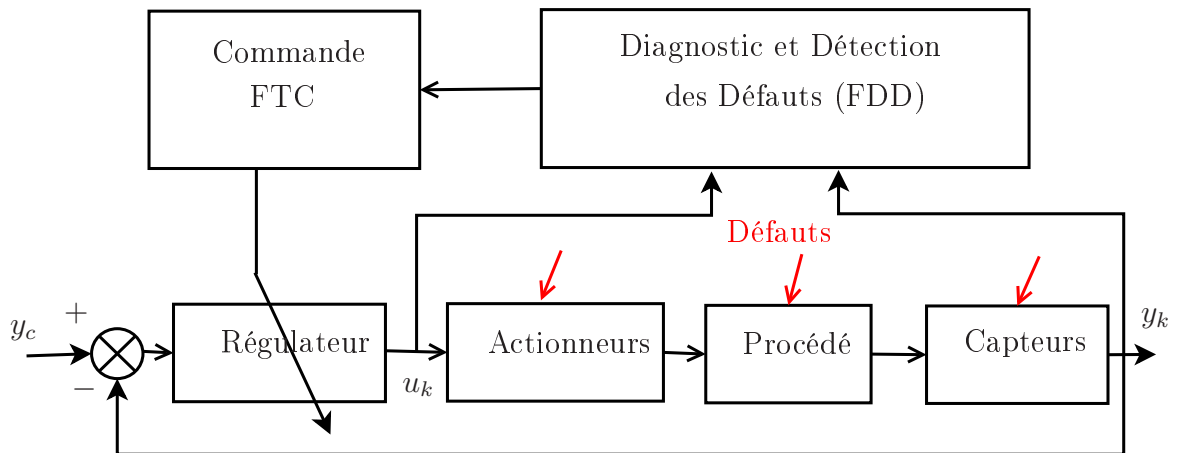 Commande
FTC
Diagnostic et Détection
des Défauts (FDD)
Défauts
y_c
+
−
Régulateur
u_k
Actionneurs
Procédé
Capteurs
y_k